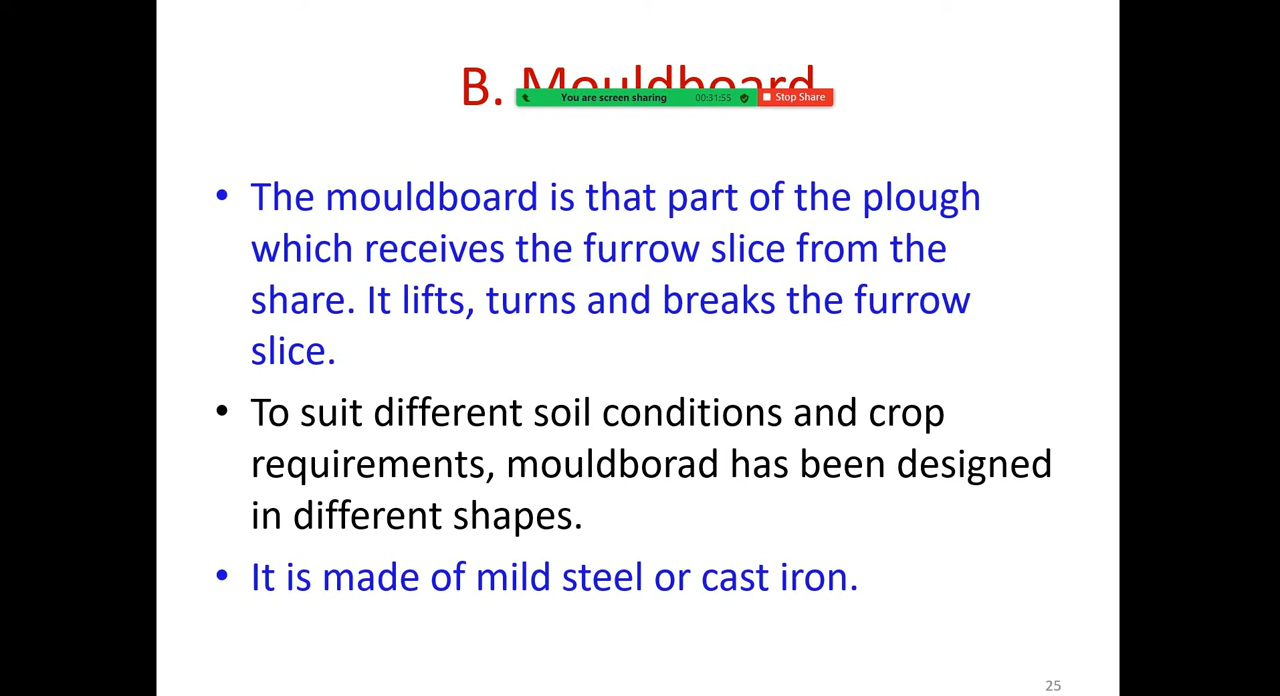 B. Mouldboard
You are screen sharing 00:31:55 Stop Share
• The mouldboard is that part of the plough
which receives the furrow slice from the
share. It lifts, turns and breaks the furrow
slice.
• To suit different soil conditions and crop
requirements, mouldborad has been designed
in different shapes.
• It is made of mild steel or cast iron.
25